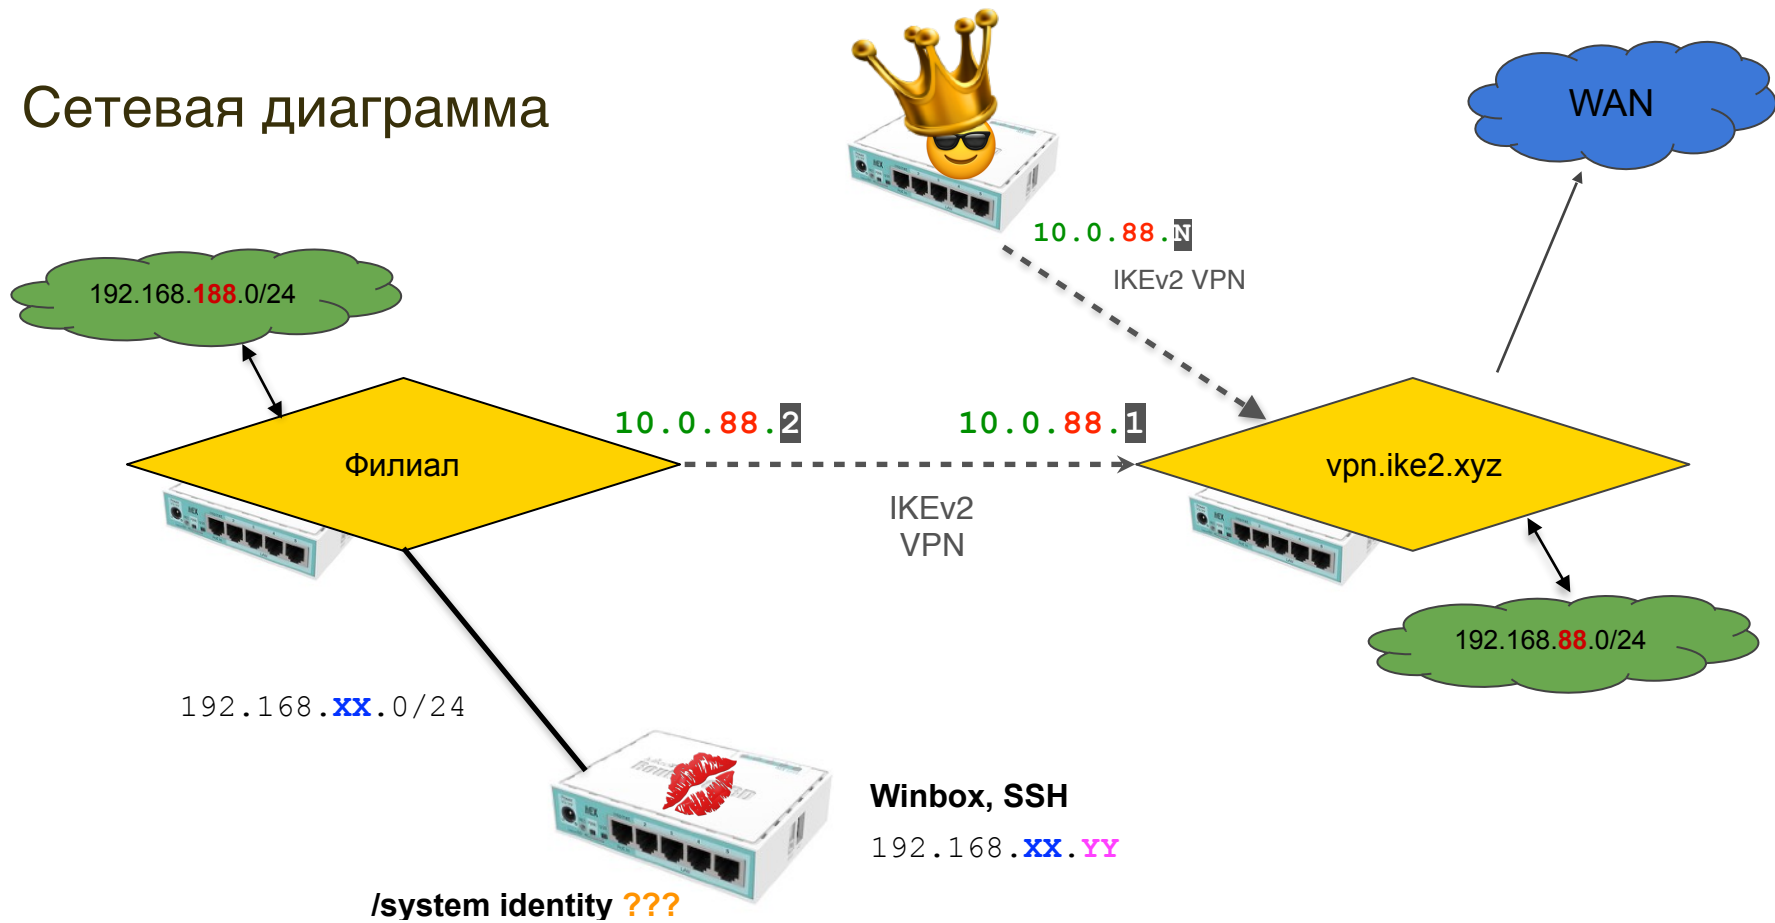 Сетевая диаграмма
WAN
10.0.88.N
IKEv2 VPN
192.168.188.0/24
10.0.88.2
10.0.88.1
Филиал
vpn.ike2.xyz
IKEv2
VPN
192.168.88.0/24
192.168.XX.0/24
Winbox, SSH
192.168.XX.YY
/system identity ???